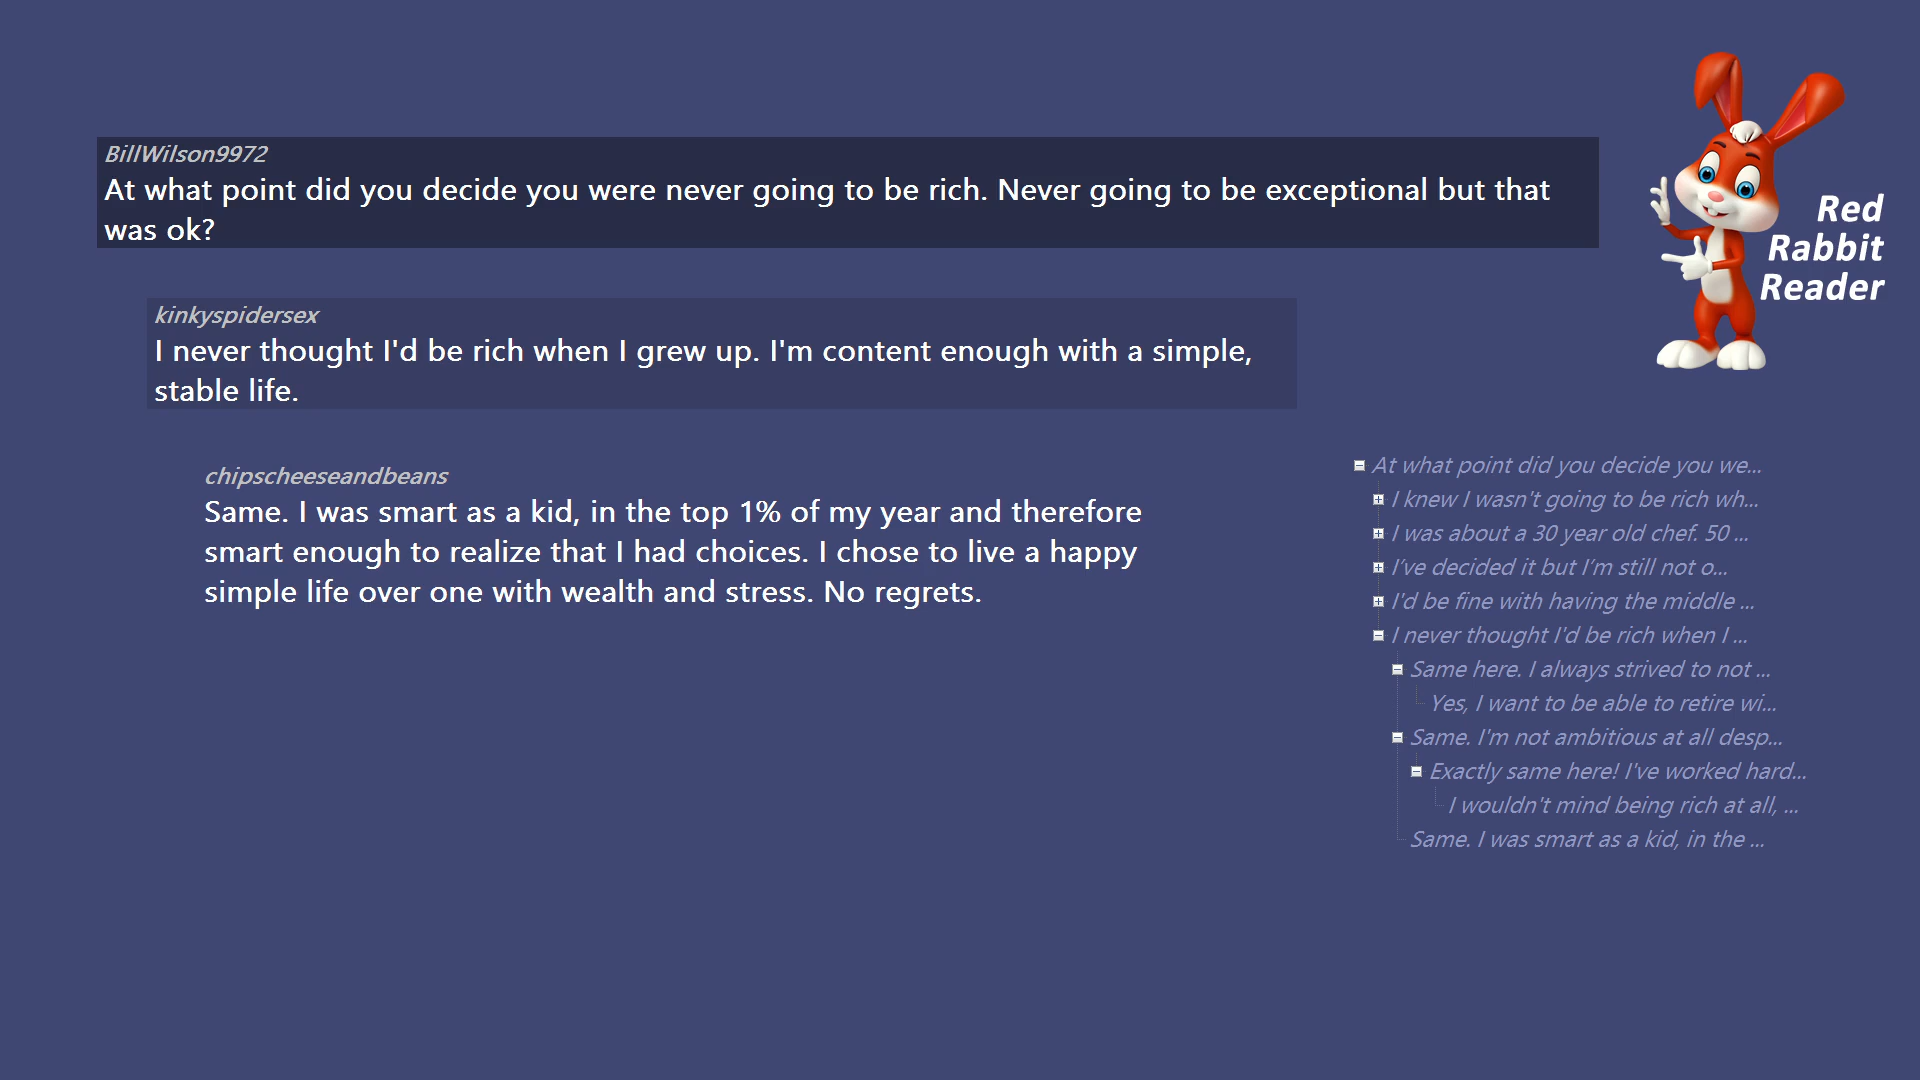 BillWilson9972
At what point did you decide you were never going to be rich. Never going to be exceptional but that
was ok?
Red
Rabbit
Reader
kinkyspidersex
I never thought I'd be rich when I grew up. I'm content enough with a simple,
stable life.
chipscheeseandbeans
Same. I was smart as a kid, in the top 1% of my year and therefore
smart enough to realize that I had choices. I chose to live a happy
simple life over one with wealth and stress. No regrets.
At what point did you decide you we...
I knew I wasn't going to be rich wh...
I was about a 30 year old chef. 50 ...
I’ve decided it but I’m still not o...
I'd be fine with having the middle ...
I never thought I'd be rich when I ...
Same here. I always strived to not ...
Yes, I want to be able to retire wi...
Same. I'm not ambitious at all desp...
Exactly same here! I've worked hard...
I wouldn't mind being rich at all, ...
Same. I was smart as a kid, in the ...